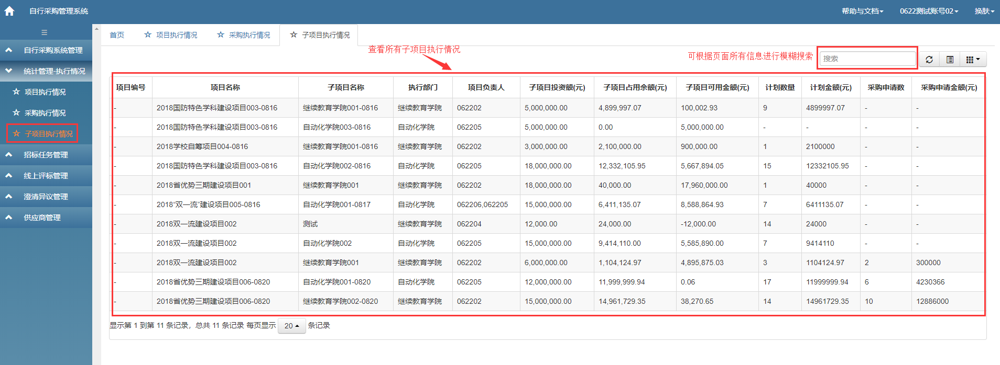 自行采购管理系统 帮助与文档 0622测试账号02 换肤
首页 项目执行情况 采购执行情况 子项目执行情况
自行采购系统管理
统计管理-执行情况
项目执行情况
采购执行情况
子项目执行情况
招标任务管理
线上评标管理
澄清异议管理
供应商管理
查看所有子项目执行情况
可根据页面所有信息进行模糊搜索 搜索
项目编号 项目名称 子项目名称 执行部门 项目负责人 子项目投资额(元) 子项目占用余额(元) 子项目可用金额(元) 计划数量 计划金额(元) 采购申请数 采购申请金额(元)
- 2018国防特色学科建设项目003-0816 继续教育学院001-0816 继续教育学院 062202 5,000,000.00 4,899,997.07 100,002.93 9 4899997.07 - -
- 2018国防特色学科建设项目003-0816 自动化学院003-0816 自动化学院 062205 5,000,000.00 0.00 5,000,000.00 - - - -
- 2018学校自筹项目004-0816 继续教育学院001-0816 继续教育学院 062202 3,000,000.00 2,100,000.00 900,000.00 1 2100000 - -
- 2018国防特色学科建设项目003-0816 自动化学院002-0816 自动化学院 062205 18,000,000.00 12,332,105.95 5,667,894.05 15 12332105.95 - -
- 2018省优势三期建设项目001 继续教育学院001 继续教育学院 062202 18,000,000.00 40,000.00 17,960,000.00 1 40000 - -
- 2018“双一流”建设项目005-0816 自动化学院001-0817 自动化学院 062206,062205 15,000,000.00 6,411,135.07 8,588,864.93 7 6411135.07 - -
- 2018双一流建设项目002 测试 继续教育学院 062204 12,000.00 24,000.00 -12,000.00 14 24000 - -
- 2018双一流建设项目002 自动化学院002 自动化学院 062205 15,000,000.00 9,414,110.00 5,585,890.00 7 9414110 - -
- 2018双一流建设项目002 继续教育学院001 继续教育学院 062202 6,000,000.00 1,104,124.97 4,895,875.03 3 1104124.97 2 300000
- 2018省优势三期建设项目006-0820 自动化学院001-0820 自动化学院 062205 12,000,000.00 11,999,999.94 0.06 17 11999999.94 6 4230366
- 2018省优势三期建设项目006-0820 继续教育学院002-0820 继续教育学院 062202 15,000,000.00 14,961,729.35 38,270.65 14 14961729.35 10 12886000
显示第 1 到第 11 条记录，总共 11 条记录 每页显示 20 条记录